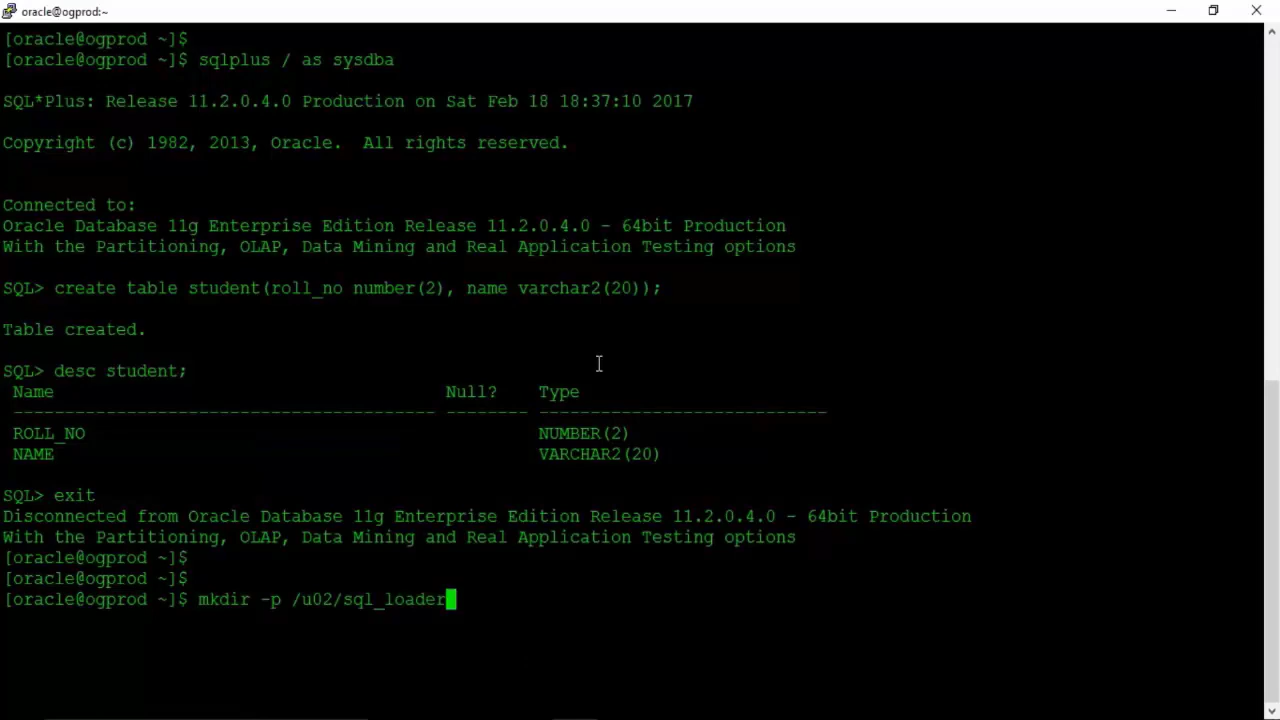 oracle@ogprod:~
[oracle@ogprod ~]$
[oracle@ogprod ~]$ sqlplus / as sysdba
SQL*Plus: Release 11.2.0.4.0 Production on Sat Feb 18 18:37:10 2017
Copyright (c) 1982, 2013, Oracle.  All rights reserved.
Connected to:
Oracle Database 11g Enterprise Edition Release 11.2.0.4.0 - 64bit Production
With the Partitioning, OLAP, Data Mining and Real Application Testing options
SQL> create table student(roll_no number(2), name varchar2(20));
Table created.
SQL> desc student;
Name Null? Type
----------------------------------------- -------- ----------------------------
ROLL_NO NUMBER(2)
NAME VARCHAR2(20)
SQL> exit
Disconnected from Oracle Database 11g Enterprise Edition Release 11.2.0.4.0 - 64bit Production
With the Partitioning, OLAP, Data Mining and Real Application Testing options
[oracle@ogprod ~]$
[oracle@ogprod ~]$
[oracle@ogprod ~]$ mkdir -p /u02/sql_loader